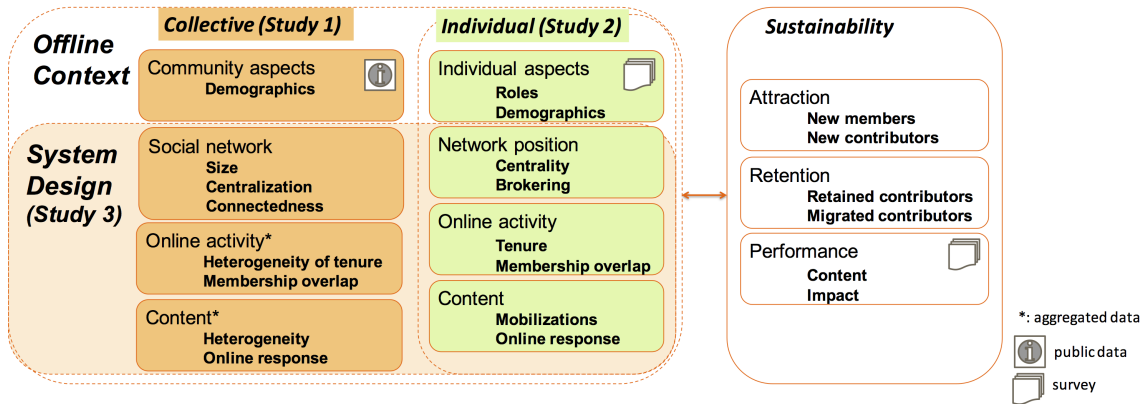 Offline
Context
System
Design
(Study 3)
Collective (Study 1)
Community aspects
Demographics
Social network
Size
Centralization
Connectedness
Online activity*
Heterogeneity of tenure
Membership overlap
Content*
Heterogeneity
Online response
Individual (Study 2)
Individual aspects
Roles
Demographics
Network position
Centrality
Brokering
Online activity
Tenure
Membership overlap
Content
Mobilizations
Online response
Sustainability
Attraction
New members
New contributors
Retention
Retained contributors
Migrated contributors
Performance
Content
Impact
*: aggregated data
public data
survey